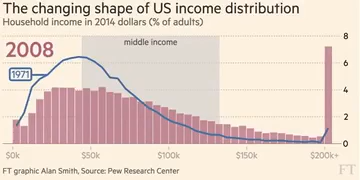 The changing shape of US income distribution
Household income in 2014 dollars (% of adults)
middle income
2008
1971
8
6
4
2
0
$0k
$50k
$100k
$150k
$200k+
FT graphic Alan Smith, Source: Pew Research Center
FT